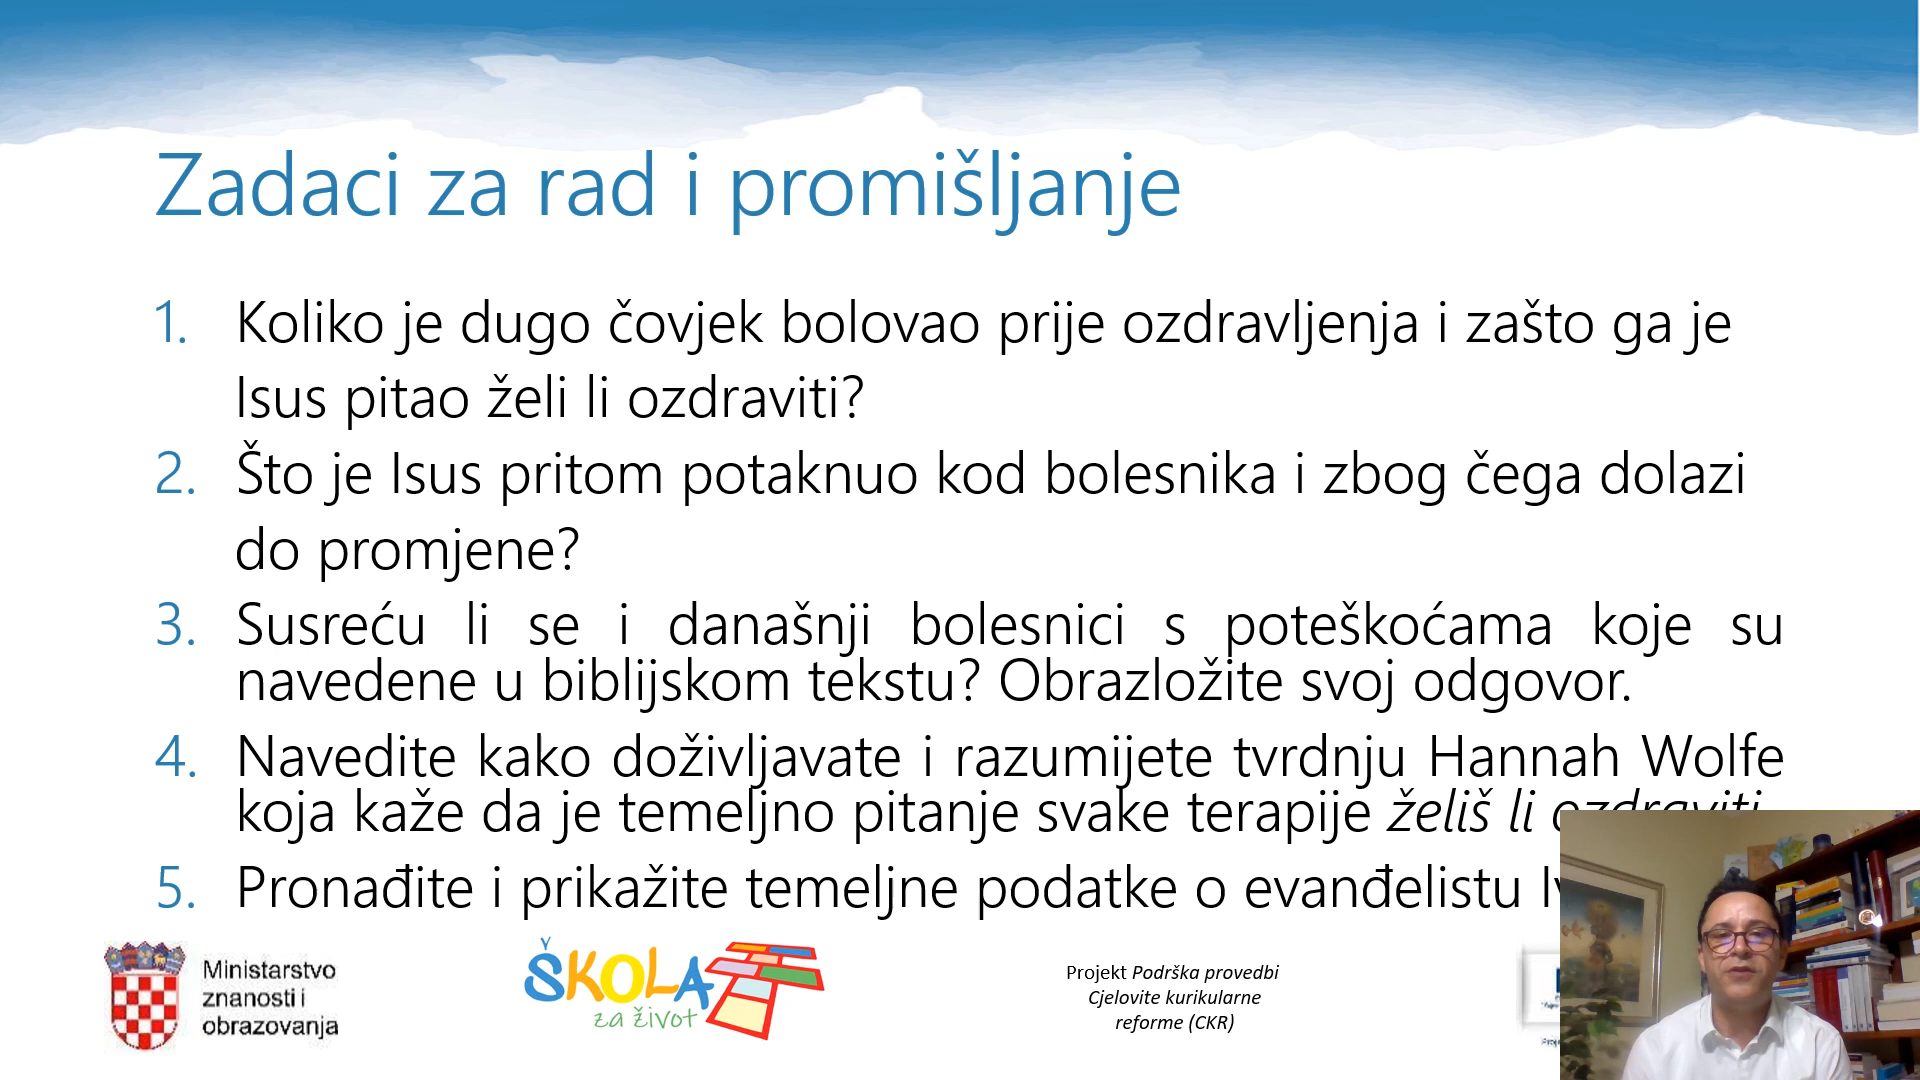 Zadaci za rad i promišljanje
1. Koliko je dugo čovjek bolovao prije ozdravljenja i zašto ga je
Isus pitao želi li ozdraviti?
2. Što je Isus pritom potaknuo kod bolesnika i zbog čega dolazi
do promjene?
3. Susreću li se i današnji bolesnici s poteškoćama koje su
navedene u biblijskom tekstu? Obrazložite svoj odgovor.
4. Navedite kako doživljavate i razumijete tvrdnju Hannah Wolfe
koja kaže da je temeljno pitanje svake terapije želiš li ozdraviti
5. Pronađite i prikažite temeljne podatke o evanđelistu
Ministarstvo
znanosti i
obrazovanja
ŠKOLA
za život
Projekt Podrška provedbi
Cjelovite kurikularne
reforme (CKR)